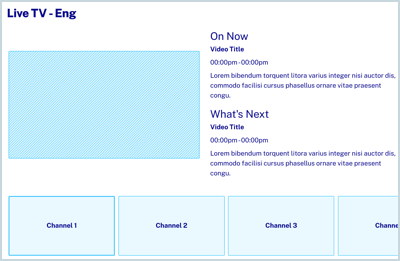 Live TV - Eng
On Now
Video Title
00:00pm - 00:00pm
Lorem bibendum torquent litora varius integer nisi auctor dis,
commodo facilisi cursus phasellus ornare vitae praesent
congu.
What's Next
Video Title
00:00pm - 00:00pm
Lorem bibendum torquent litora varius integer nisi auctor dis,
commodo facilisi cursus phasellus ornare vitae praesent
congu.
Channel 1
Channel 2
Channel 3